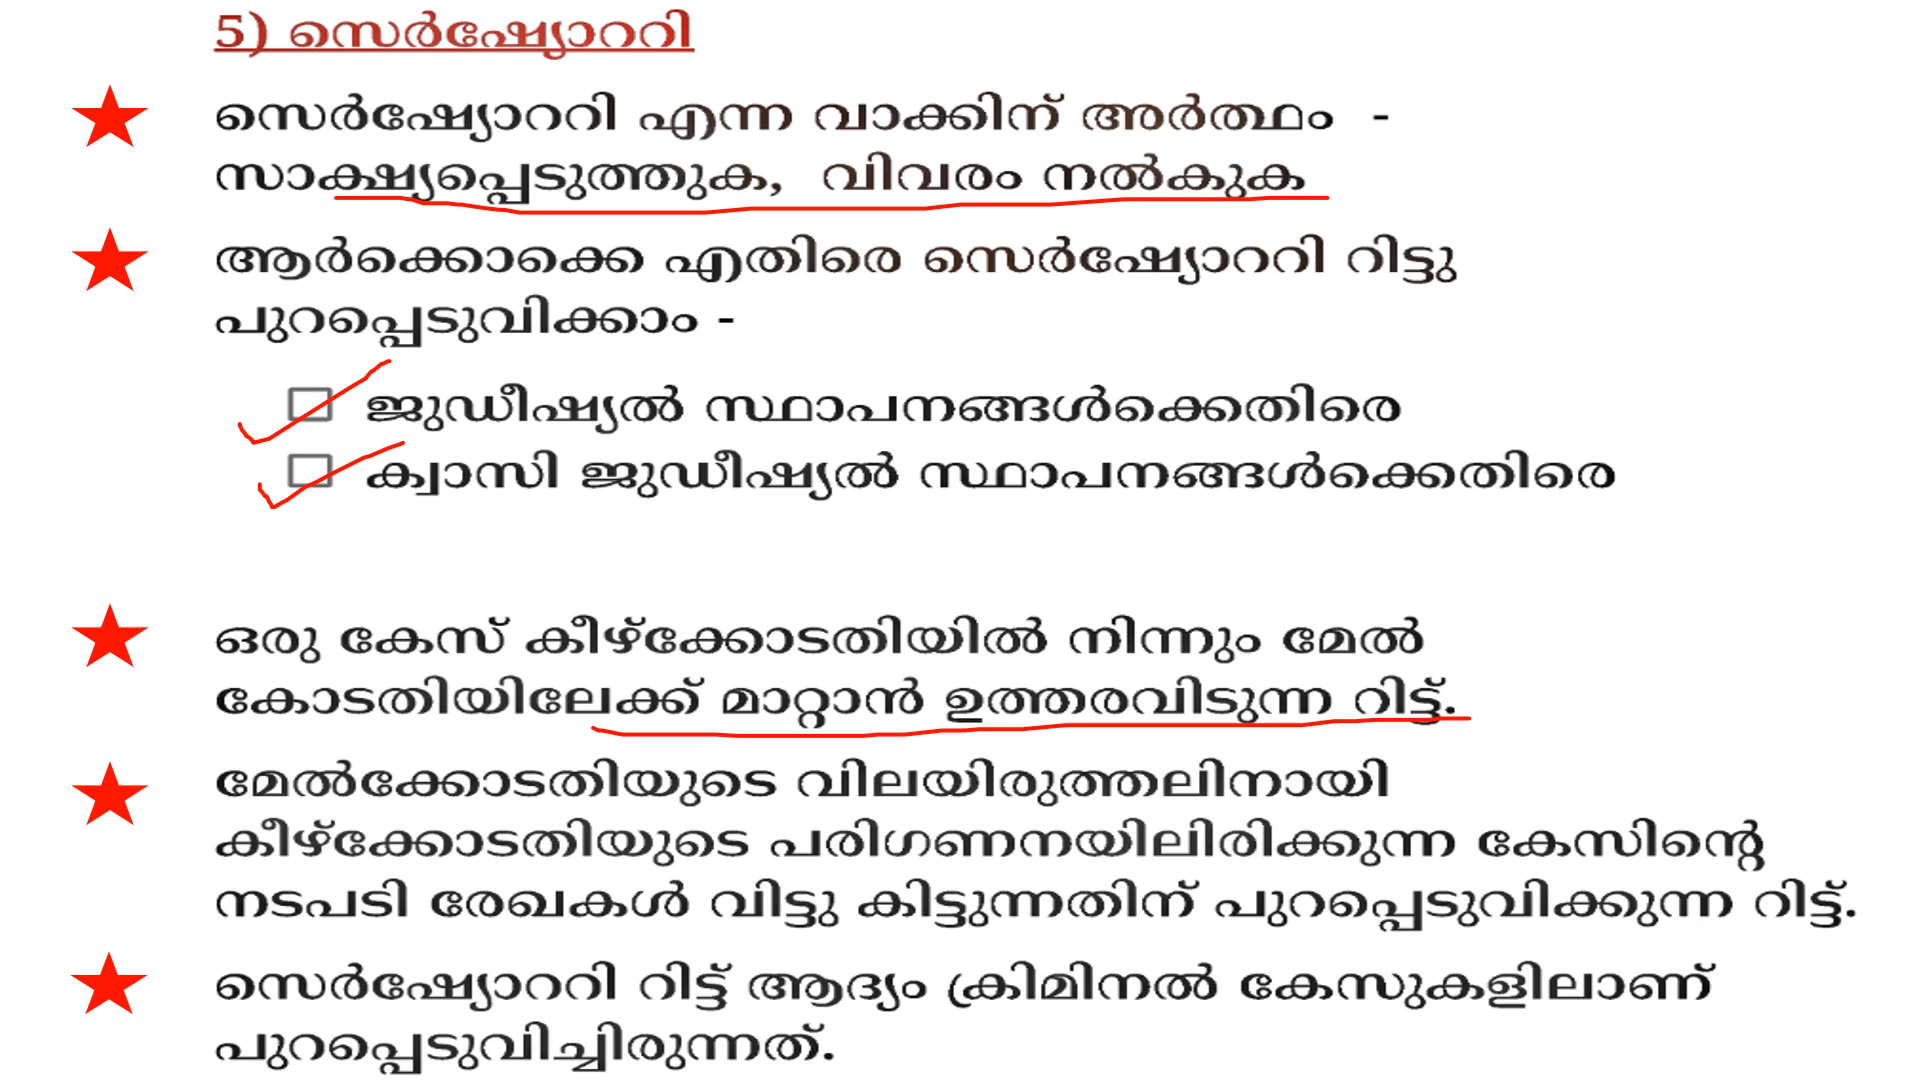 5) സെർഷ്യോററി
സെർഷ്യോററി എന്ന വാക്കിന് അർത്ഥം -
സാക്ഷ്യപ്പെടുത്തുക, വിവരം നൽകുക
ആർക്കൊക്കെ എതിരെ സെർഷ്യോററി റിട്ടു
പുറപ്പെടുവിക്കാം -
ജുഡീഷ്യൽ സ്ഥാപനങ്ങൾക്കെതിരെ
ക്വാസി ജുഡീഷ്യൽ സ്ഥാപനങ്ങൾക്കെതിരെ
ഒരു കേസ് കീഴ്ക്കോടതിയിൽ നിന്നും മേൽ
കോടതിയിലേക്ക് മാറ്റാൻ ഉത്തരവിടുന്ന റിട്ട്.
മേൽക്കോടതിയുടെ വിലയിരുത്തലിനായി
കീഴ്ക്കോടതിയുടെ പരിഗണനയിലിരിക്കുന്ന കേസിന്റെ
നടപടി രേഖകൾ വിട്ടു കിട്ടുന്നതിന് പുറപ്പെടുവിക്കുന്ന റിട്ട്.
സെർഷ്യോററി റിട്ട് ആദ്യം ക്രിമിനൽ കേസുകളിലാണ്
പുറപ്പെടുവിച്ചിരുന്നത്.